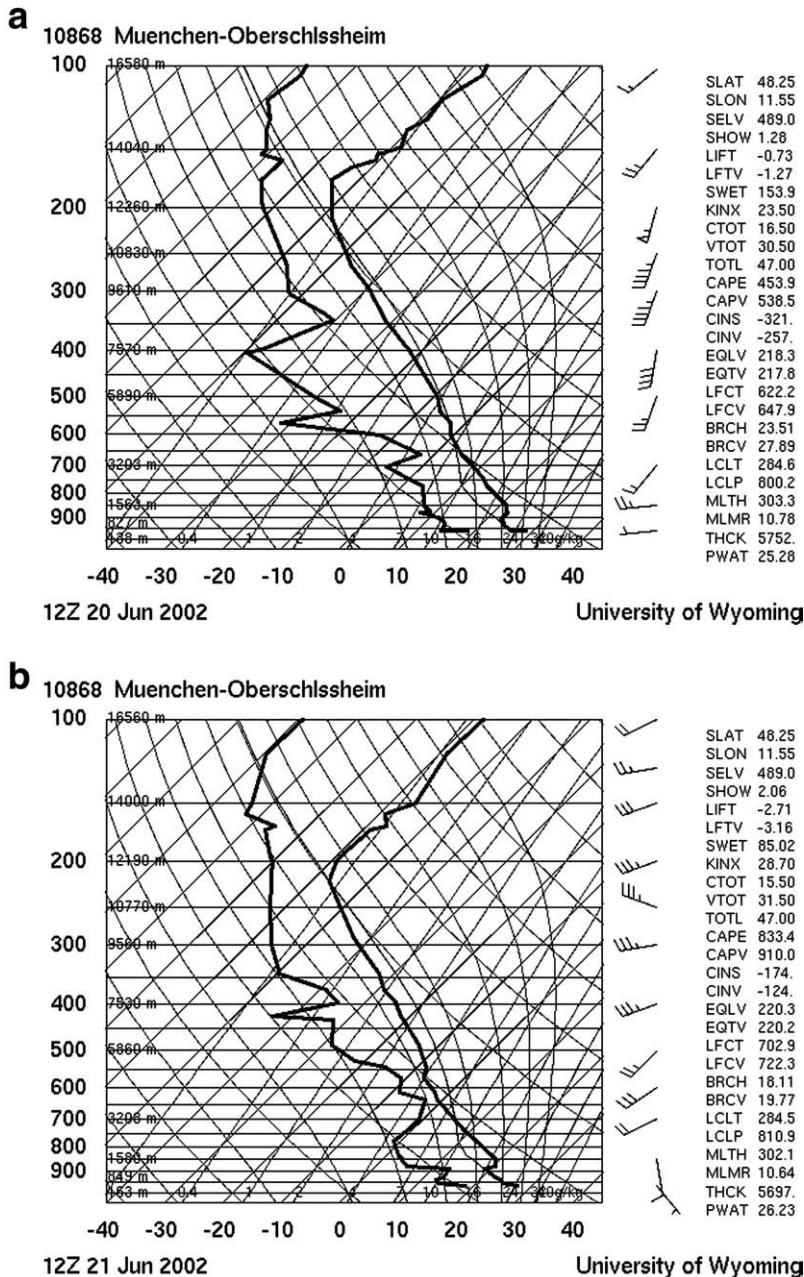 a
10868 Muenchen-Oberschlssheim
100
16580 m
14040 m
200
12360 m
10830 m
300
9610 m
400
7570 m
500
5890 m
600
700
3203 m
800
1563 m
900
827 m
138 m 0.4 1 2 4 7 10 16 24 32 40g/kg
-40 -30 -20 -10 0 10 20 30 40
12Z 20 Jun 2002 University of Wyoming
SLAT 48.25
SLON 11.55
SELV 489.0
SHOW 1.28
LIFT -0.73
LFTV -1.27
SWET 153.9
KINX 23.50
CTOT 16.50
VTOT 30.50
TOTL 47.00
CAPE 453.9
CAPV 538.5
CINS -321.
CINV -257.
EQLV 218.3
EQTV 217.8
LFCT 622.2
LFCV 647.9
BRCH 23.51
BRCV 27.89
LCLT 284.6
LCLP 800.2
MLTH 303.3
MLMR 10.78
THCK 5752.
PWAT 25.28
b
10868 Muenchen-Oberschlssheim
100
16560 m
14000 m
200
12190 m
10770 m
300
9560 m
400
7530 m
500
5860 m
600
700
3206 m
800
1580 m
900
849 m
163 m 0.4 1 2 4 7 10 16 24 32 40g/kg
-40 -30 -20 -10 0 10 20 30 40
12Z 21 Jun 2002 University of Wyoming
SLAT 48.25
SLON 11.55
SELV 489.0
SHOW 2.06
LIFT -2.71
LFTV -3.16
SWET 85.02
KINX 28.70
CTOT 15.50
VTOT 31.50
TOTL 47.00
CAPE 833.4
CAPV 910.0
CINS -174.
CINV -124.
EQLV 220.3
EQTV 220.2
LFCT 702.9
LFCV 722.3
BRCH 18.11
BRCV 19.77
LCLT 284.5
LCLP 810.9
MLTH 302.1
MLMR 10.64
THCK 5697.
PWAT 26.23